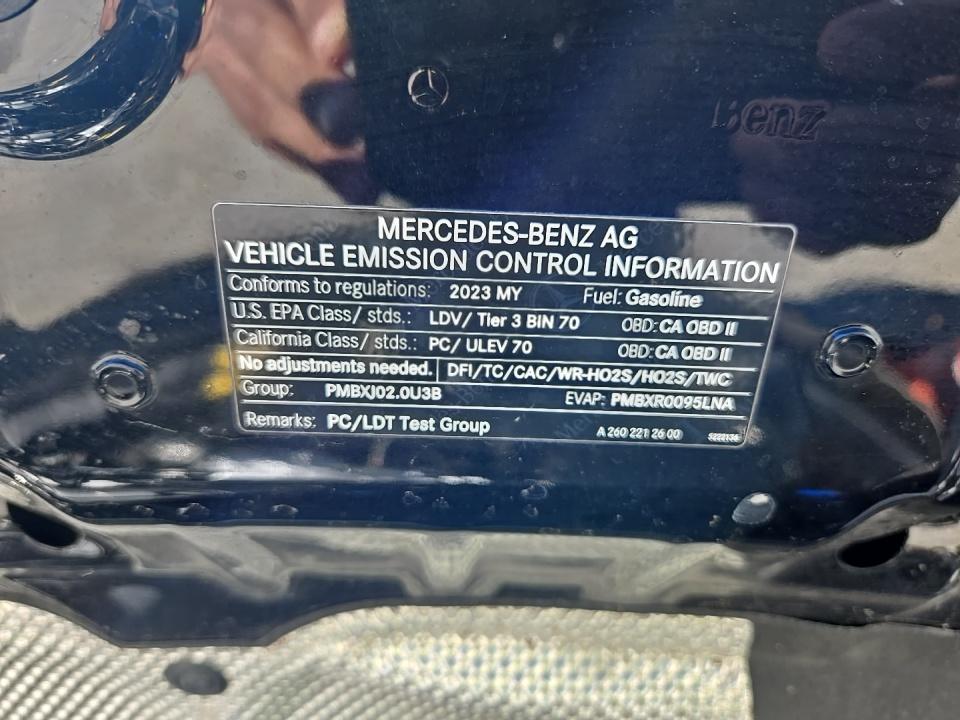 Benz
MERCEDES-BENZ AG
VEHICLE EMISSION CONTROL INFORMATION
Conforms to regulations: 2023 MY Fuel: Gasoline
U.S. EPA Class/ stds.: LDV/ Tier 3 BIN 70 OBD: CA OBD II
California Class/ stds.: PC/ ULEV 70 OBD: CA OBD II
No adjustments needed. DFI/TC/CAC/WR-HO2S/HO2S/TWC
Group: PMBXJ02.0U3B EVAP: PMBXR0095LNA
Remarks: PC/LDT Test Group A 260 221 26 00